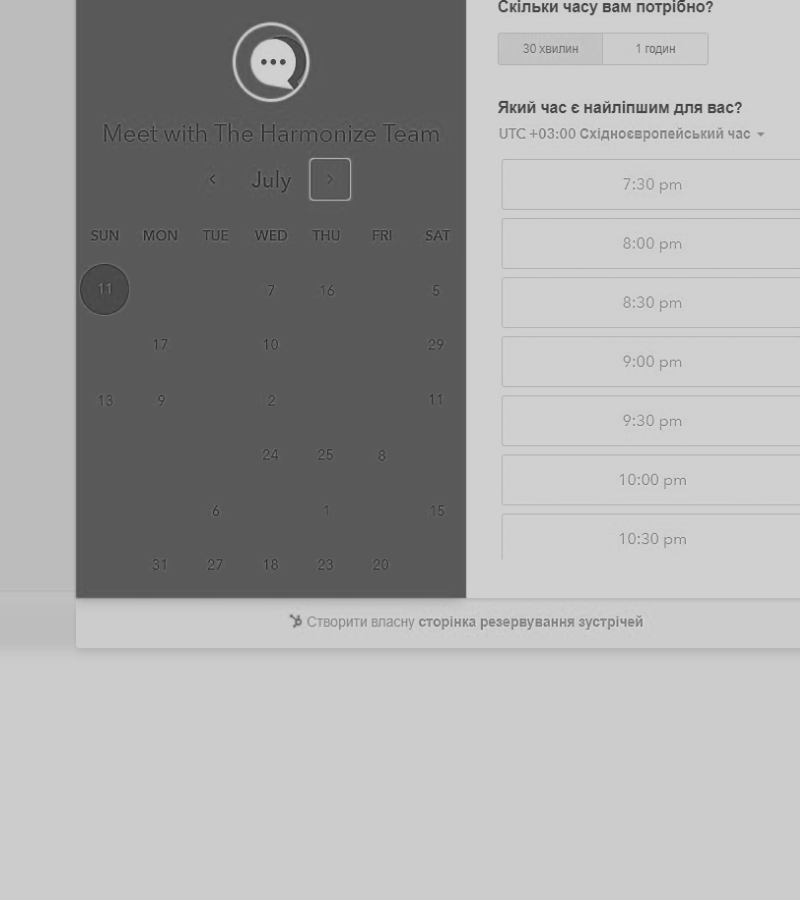 Скільки часу вам потрібно?
30 хвилин 1 годин
Який час є найліпшим для вас?
UTC +03:00 Східноєвропейський час
7:30 pm
8:00 pm
8:30 pm
9:00 pm
9:30 pm
10:00 pm
10:30 pm
Meet with The Harmonize Team
July
SUN MON TUE WED THU FRI SAT
11 7 16 5
17 10 29
13 9 2 11
24 25 8
6 1 15
31 27 18 23 20
Створити власну сторінка резервування зустрічей